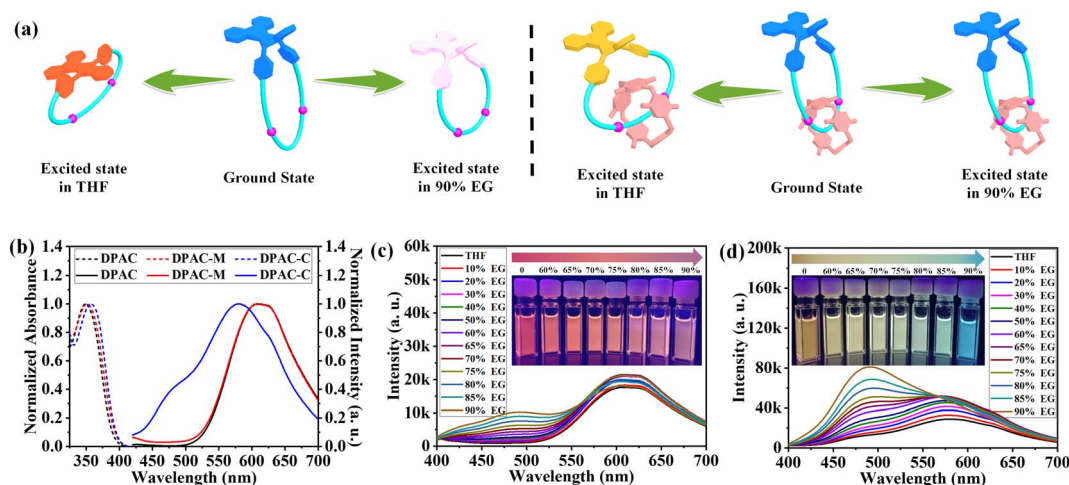 (a)
Excited state
in THF
Ground State
Excited state
in 90% EG
Excited state
in THF
Ground State
Excited state
in 90% EG
(b)
1.4
1.2
1.0
0.8
0.6
0.4
0.2
0.0
Normalized Absorbance
DPAC DPAC-M DPAC-C
DPAC DPAC-M DPAC-C
1.4
1.2
1.0
0.8
0.6
0.4
0.2
0.0
Normalized Intensity (a. u.)
350 400 450 500 550 600 650 700
Wavelength (nm)
(c)
60k
50k
40k
30k
20k
10k
0
Intensity (a. u.)
THF
10% EG
20% EG
30% EG
40% EG
50% EG
60% EG
65% EG
70% EG
75% EG
80% EG
85% EG
90% EG
0 60% 65% 70% 75% 80% 85% 90%
400 450 500 550 600 650 700
Wavelength (nm)
(d)
200k
160k
120k
80k
40k
0
Intensity (a. u.)
0 60% 65% 70% 75% 80% 85% 90%
THF
10% EG
20% EG
30% EG
40% EG
50% EG
60% EG
65% EG
70% EG
75% EG
80% EG
85% EG
90% EG
400 450 500 550 600 650 700
Wavelength (nm)